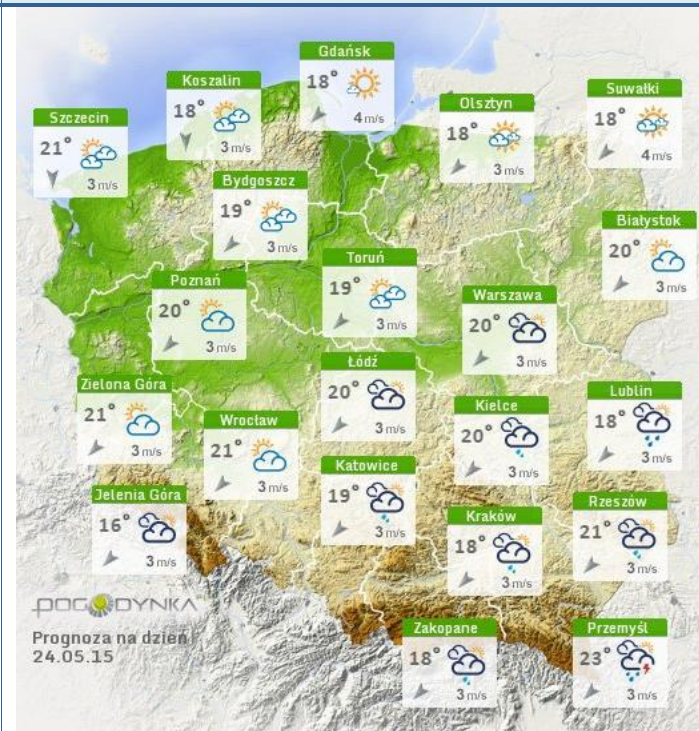 Gdańsk
18°
4 m/s
Koszalin
18°
3 m/s
Olsztyn
18°
3 m/s
Suwałki
18°
4 m/s
Szczecin
21°
3 m/s
Bydgoszcz
19°
3 m/s
Białystok
20°
3 m/s
Toruń
19°
3 m/s
Poznań
20°
3 m/s
Warszawa
20°
3 m/s
Łódź
20°
3 m/s
Zielona Góra
21°
3 m/s
Wrocław
21°
3 m/s
Kielce
20°
3 m/s
Lublin
18°
3 m/s
Katowice
19°
3 m/s
Jelenia Góra
16°
3 m/s
Kraków
18°
3 m/s
Rzeszów
21°
3 m/s
POGODYNKA
Prognoza na dzień
24.05.15
Zakopane
18°
3 m/s
Przemyśl
23°
3 m/s